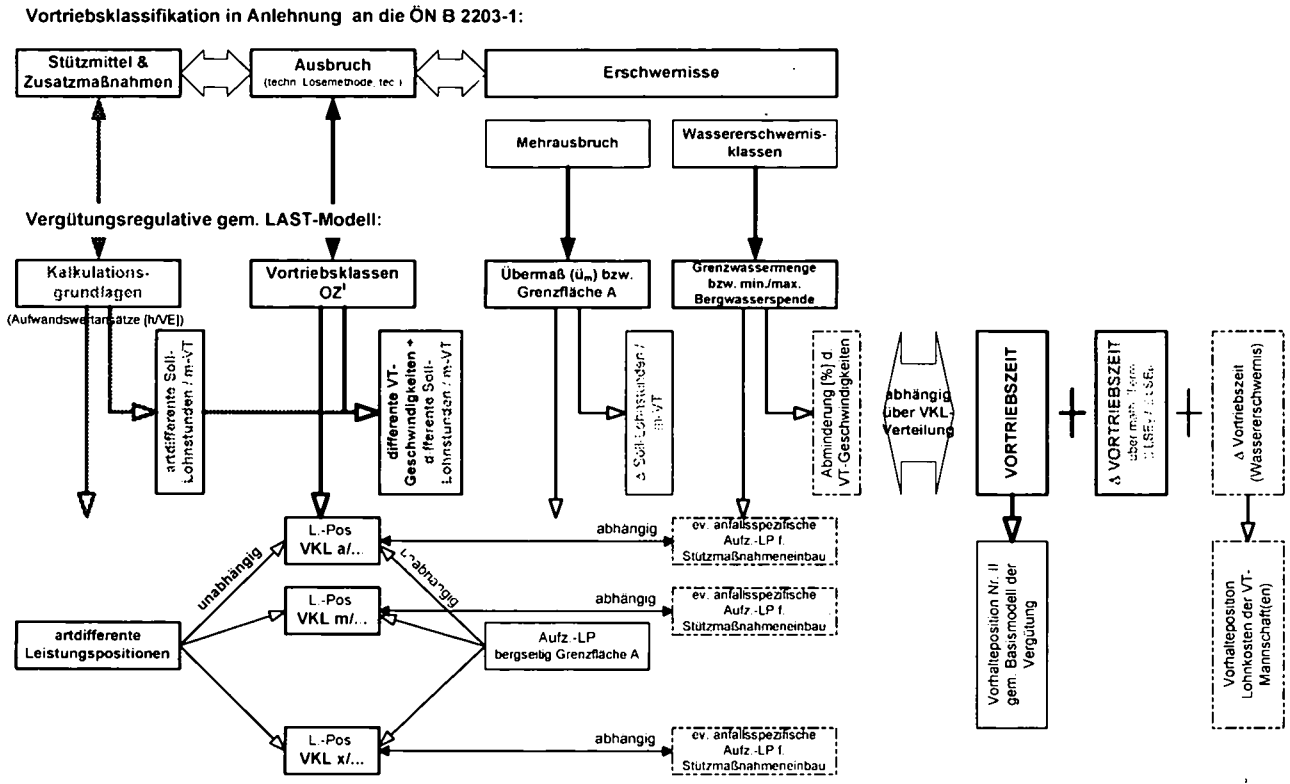 Vortriebsklassifikation in Anlehnung an die ÖN B 2203-1:
Stützmittel &
Zusatzmaßnahmen
Ausbruch
(techn. Lösemethode, tec.)
Erschwernisse
Mehrausbruch
Wassererschwernis-
klassen
Vergütungsregulative gem. LAST-Modell:
Kalkulations-
grundlagen
(Aufwandswertansätze [h/VE])
Vortriebsklassen
OZ
Übermaß (üm) bzw.
Grenzfläche A
Grenzwassermenge
bzw. min./max.
Bergwasserspende
artdifferente Soll-
Lohnstunden / m-VT
differente VT-
Geschwindigkeiten +
differente Soll-
Lohnstunden / m-VT
Δ Soll-Lohnstunden /
m-VT
Abminderung [%] d.
VT-Geschwindigkeiten
abhängig
über VKL-
Verteilung
VORTRIEBSZEIT
Δ VORTRIEBSZEIT
über math. Term
Δ Vortriebszeit
(Wassererschwernis)
L.-Pos
VKL a/...
abhängig
ev. anfallsspezifische
Aufz.-LP f.
Stützmaßnahmeneinbau
unabhängig
unabhängig
L.-Pos
VKL m/...
abhängig
ev. anfallsspezifische
Aufz.-LP f.
Stützmaßnahmeneinbau
artdifferente
Leistungspositionen
Aufz.-LP
bergseitig Grenzfläche A
L.-Pos
VKL x/...
abhängig
ev. anfallsspezifische
Aufz.-LP f.
Stützmaßnahmeneinbau
Vorhalteposition Nr. II
gem. Basismodell der
Vergütung
Vorhalteposition
Lohnkosten der VT-
Mannschaft(en)